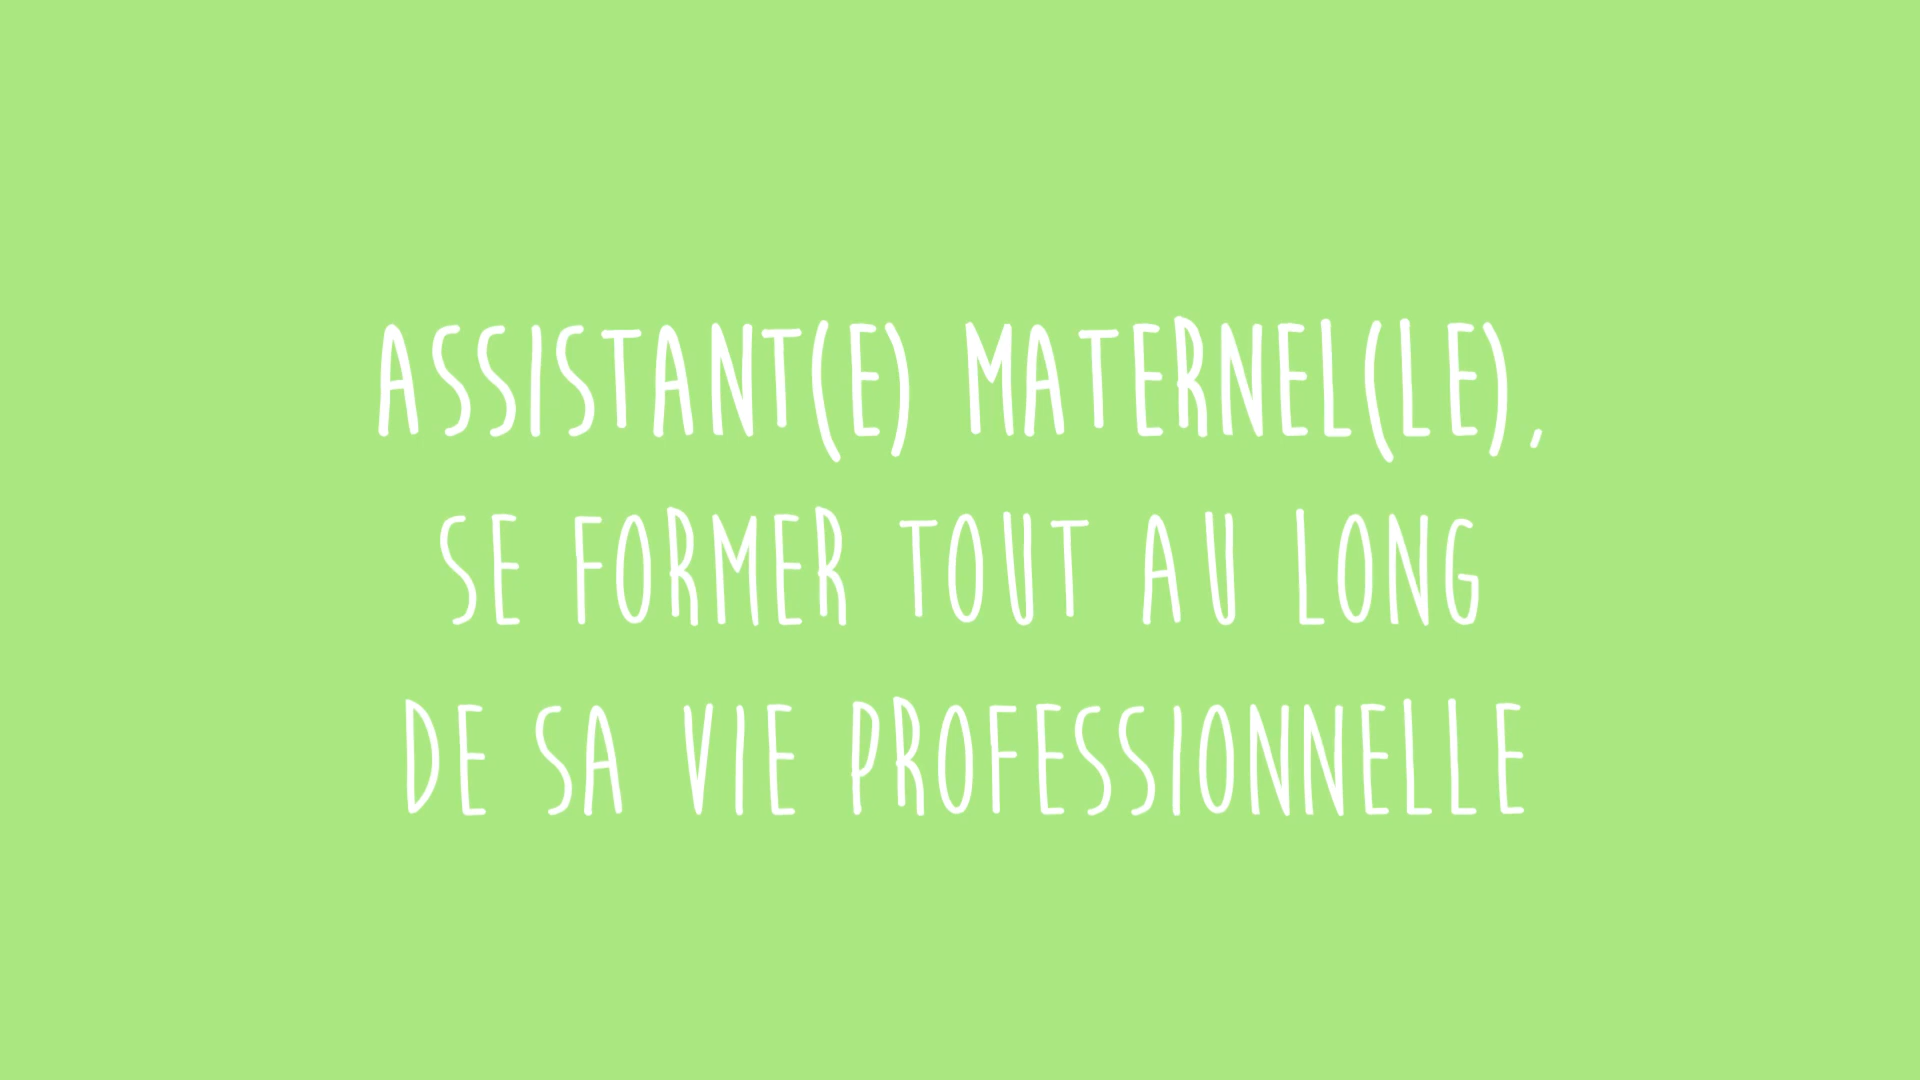 ASSISTANT(E) MATERNEL(LE),
SE FORMER TOUT AU LONG
DE SA VIE PROFESSIONNELLE